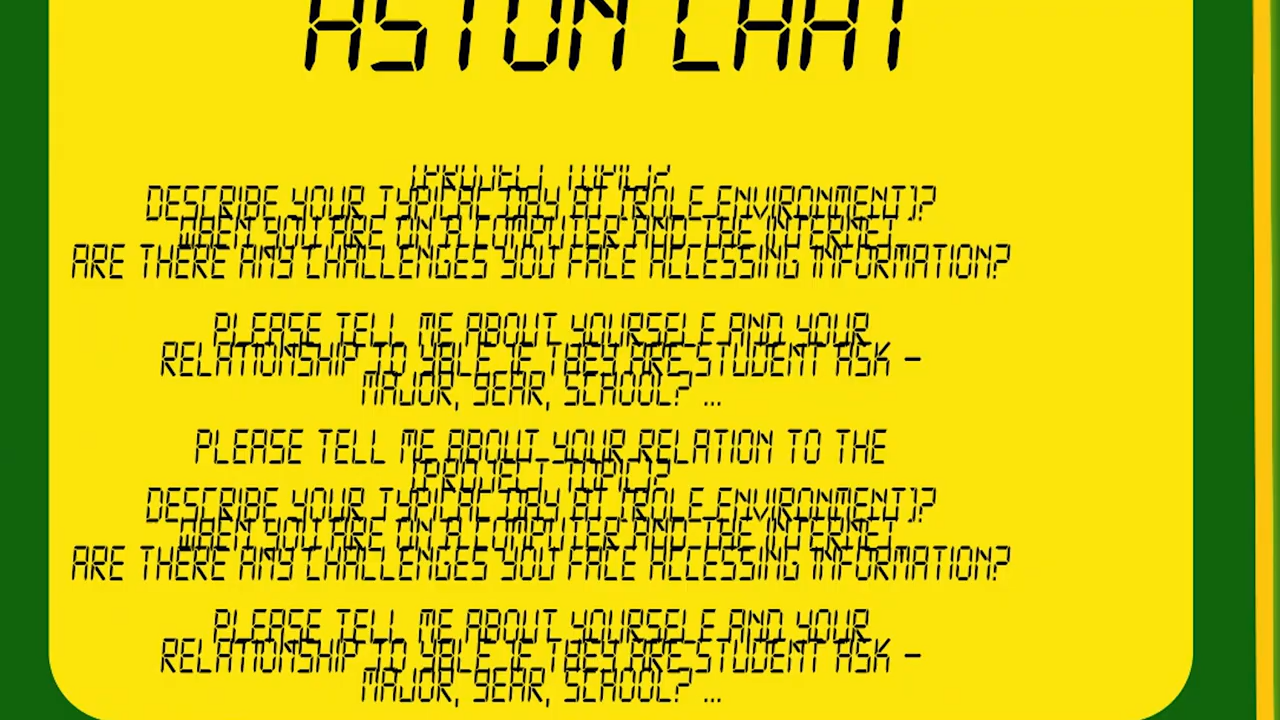 ASTON CHAT
[PROJECT TOPIC]?
DESCRIBE YOUR TYPICAL DAY AT [ROLE ENVIRONMENT]?
WHEN YOU ARE ON A COMPUTER AND THE INTERNET
ARE THERE ANY CHALLENGES YOU FACE ACCESSING INFORMATION?
PLEASE TELL ME ABOUT YOURSELF AND YOUR
RELATIONSHIP TO YALE IF THEY ARE STUDENT ASK -
MAJOR, YEAR, SCHOOL? ...
PLEASE TELL ME ABOUT YOUR RELATION TO THE
[PROJECT TOPIC]?
DESCRIBE YOUR TYPICAL DAY AT [ROLE ENVIRONMENT]?
WHEN YOU ARE ON A COMPUTER AND THE INTERNET
ARE THERE ANY CHALLENGES YOU FACE ACCESSING INFORMATION?
PLEASE TELL ME ABOUT YOURSELF AND YOUR
RELATIONSHIP TO YALE IF THEY ARE STUDENT ASK -
MAJOR, YEAR, SCHOOL? ...